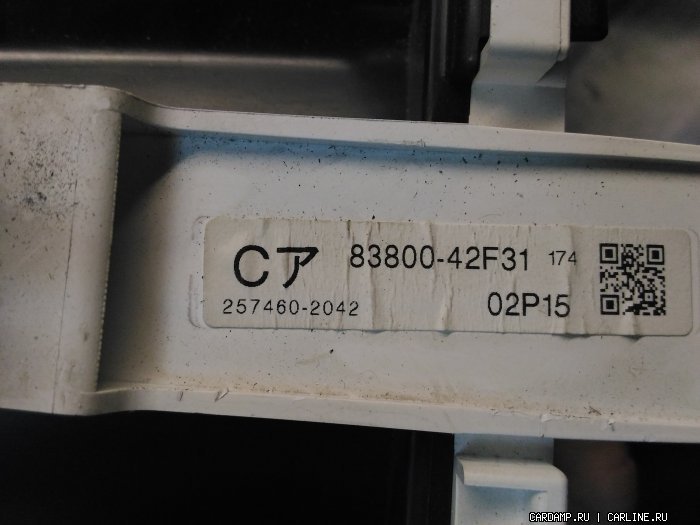 Cア 83800-42F31 174
257460-2042 02P15
CARDAMP.RU | CARLINE.RU